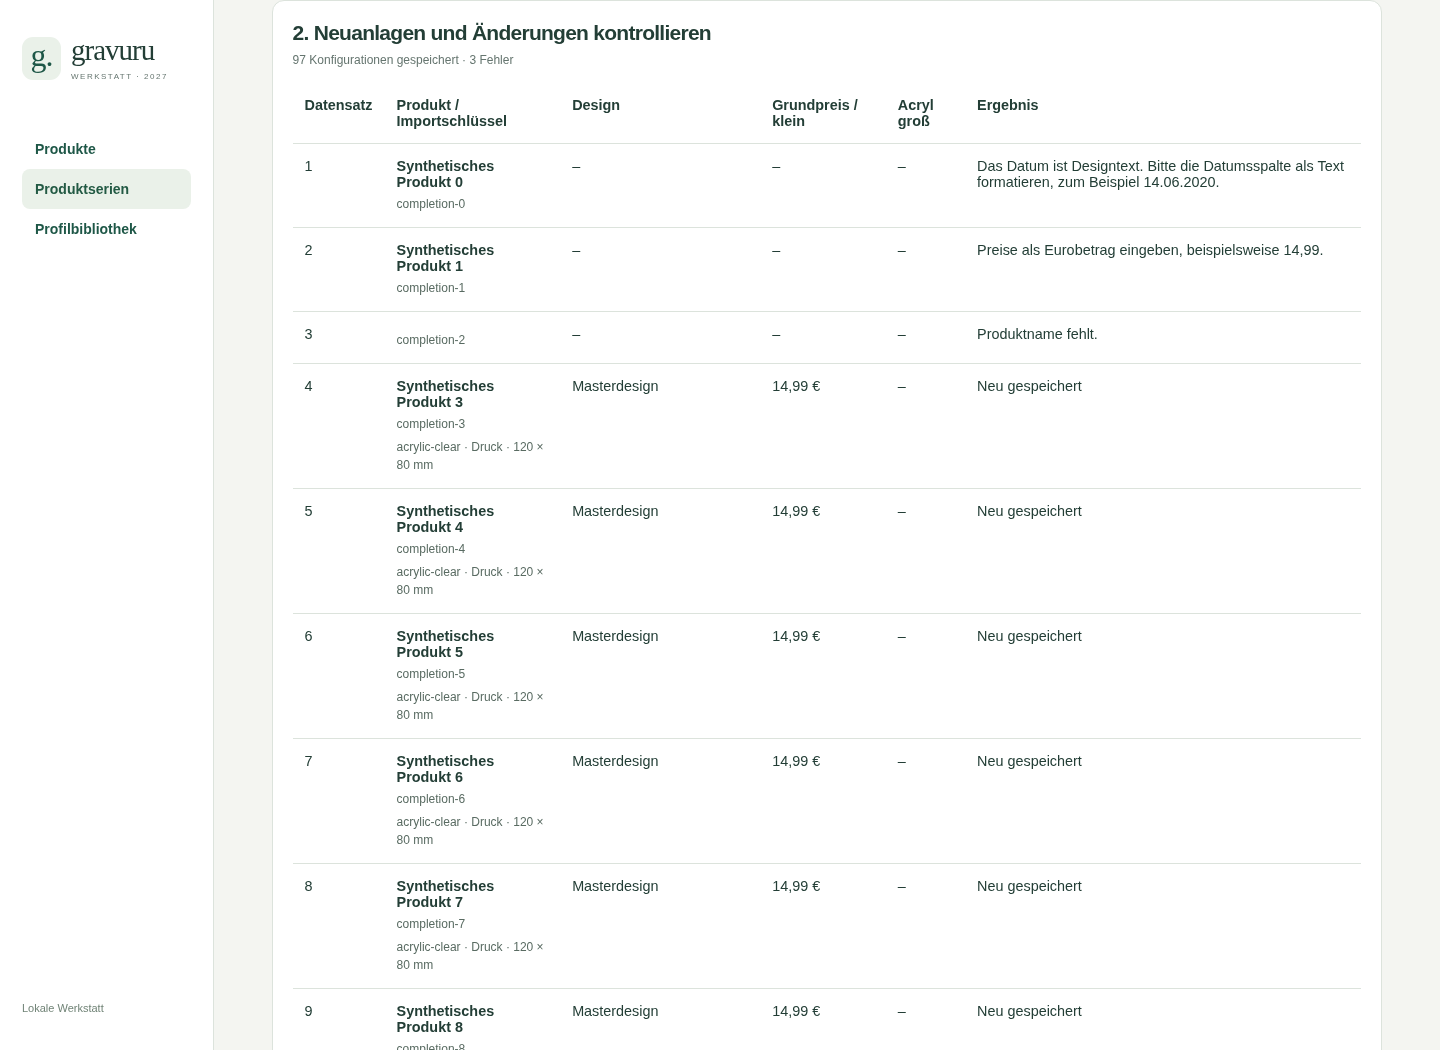 g. gravuru
WERKSTATT · 2027
Produkte
Produktserien
Profilbibliothek
Lokale Werkstatt
2. Neuanlagen und Änderungen kontrollieren
97 Konfigurationen gespeichert · 3 Fehler
Datensatz Produkt / Importschlüssel Design Grundpreis / klein Acryl groß Ergebnis
1 Synthetisches – – – Das Datum ist Designtext. Bitte die Datumsspalte als Text
Produkt 0 formatieren, zum Beispiel 14.06.2020.
completion-0
2 Synthetisches – – – Preise als Eurobetrag eingeben, beispielsweise 14,99.
Produkt 1
completion-1
3 – – – Produktname fehlt.
completion-2
4 Synthetisches Masterdesign 14,99 € – Neu gespeichert
Produkt 3
completion-3
acrylic-clear · Druck · 120 ×
80 mm
5 Synthetisches Masterdesign 14,99 € – Neu gespeichert
Produkt 4
completion-4
acrylic-clear · Druck · 120 ×
80 mm
6 Synthetisches Masterdesign 14,99 € – Neu gespeichert
Produkt 5
completion-5
acrylic-clear · Druck · 120 ×
80 mm
7 Synthetisches Masterdesign 14,99 € – Neu gespeichert
Produkt 6
completion-6
acrylic-clear · Druck · 120 ×
80 mm
8 Synthetisches Masterdesign 14,99 € – Neu gespeichert
Produkt 7
completion-7
acrylic-clear · Druck · 120 ×
80 mm
9 Synthetisches Masterdesign 14,99 € – Neu gespeichert
Produkt 8
completion-8